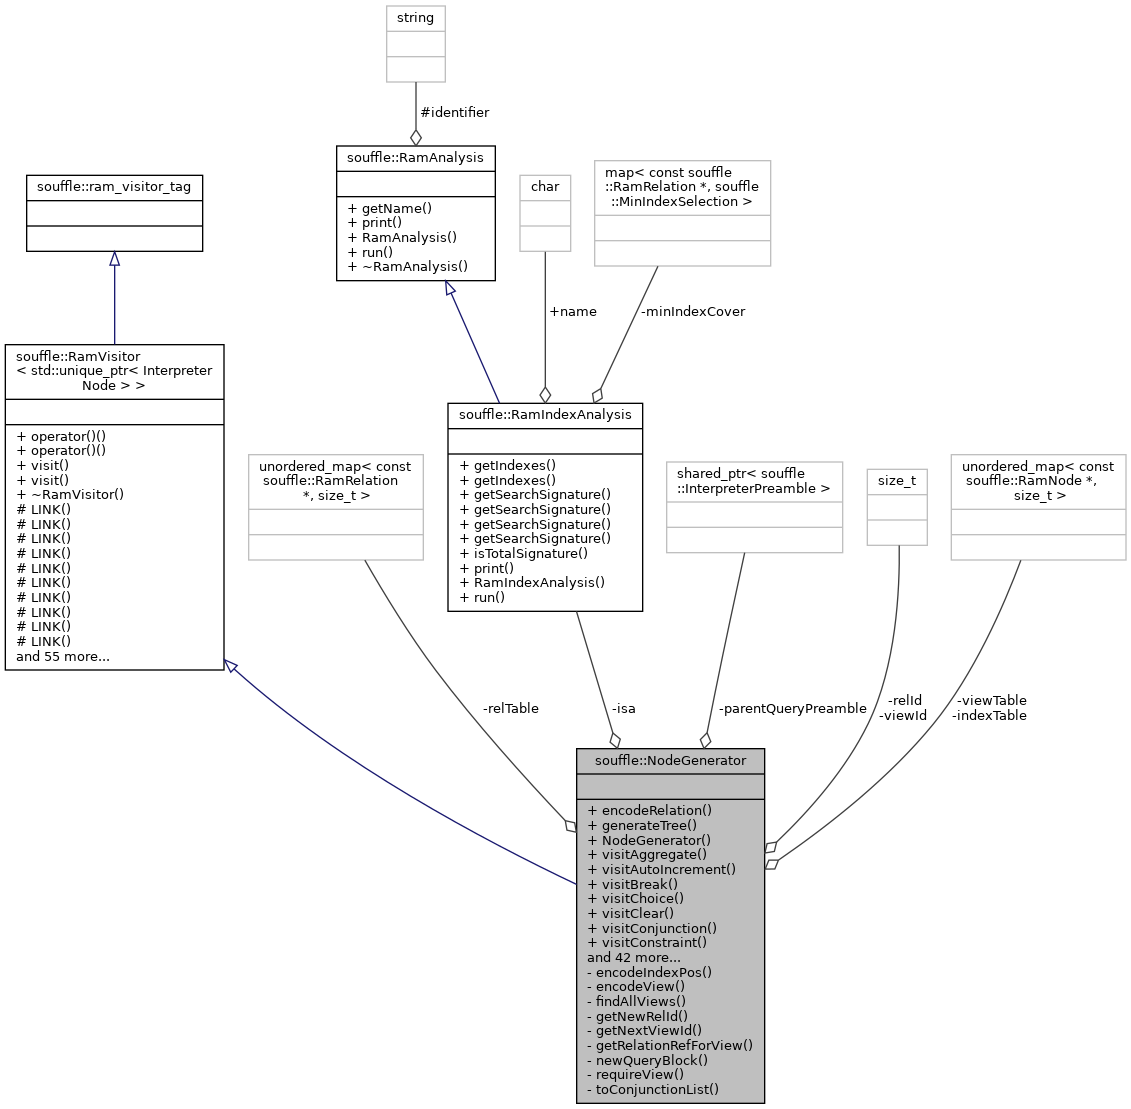 string
#identifier
souffle::RamAnalysis
+ getName()
+ print()
+ RamAnalysis()
+ run()
+ ~RamAnalysis()
souffle::ram_visitor_tag
char
map< const souffle
::RamRelation *, souffle
::MinIndexSelection >
+name
-minIndexCover
souffle::RamVisitor
< std::unique_ptr< Interpreter
Node > >
+ operator()()
+ operator()()
+ visit()
+ visit()
+ ~RamVisitor()
# LINK()
# LINK()
# LINK()
# LINK()
# LINK()
# LINK()
# LINK()
# LINK()
# LINK()
# LINK()
and 55 more...
unordered_map< const
souffle::RamRelation
*, size_t >
souffle::RamIndexAnalysis
+ getIndexes()
+ getIndexes()
+ getSearchSignature()
+ getSearchSignature()
+ getSearchSignature()
+ getSearchSignature()
+ isTotalSignature()
+ print()
+ RamIndexAnalysis()
+ run()
shared_ptr< souffle
::InterpreterPreamble >
size_t
unordered_map< const
souffle::RamNode *,
size_t >
-relTable
-isa
-parentQueryPreamble
-relId
-viewId
-viewTable
-indexTable
souffle::NodeGenerator
+ encodeRelation()
+ generateTree()
+ NodeGenerator()
+ visitAggregate()
+ visitAutoIncrement()
+ visitBreak()
+ visitChoice()
+ visitClear()
+ visitConjunction()
+ visitConstraint()
and 42 more...
- encodeIndexPos()
- encodeView()
- findAllViews()
- getNewRelId()
- getNextViewId()
- getRelationRefForView()
- newQueryBlock()
- requireView()
- toConjunctionList()